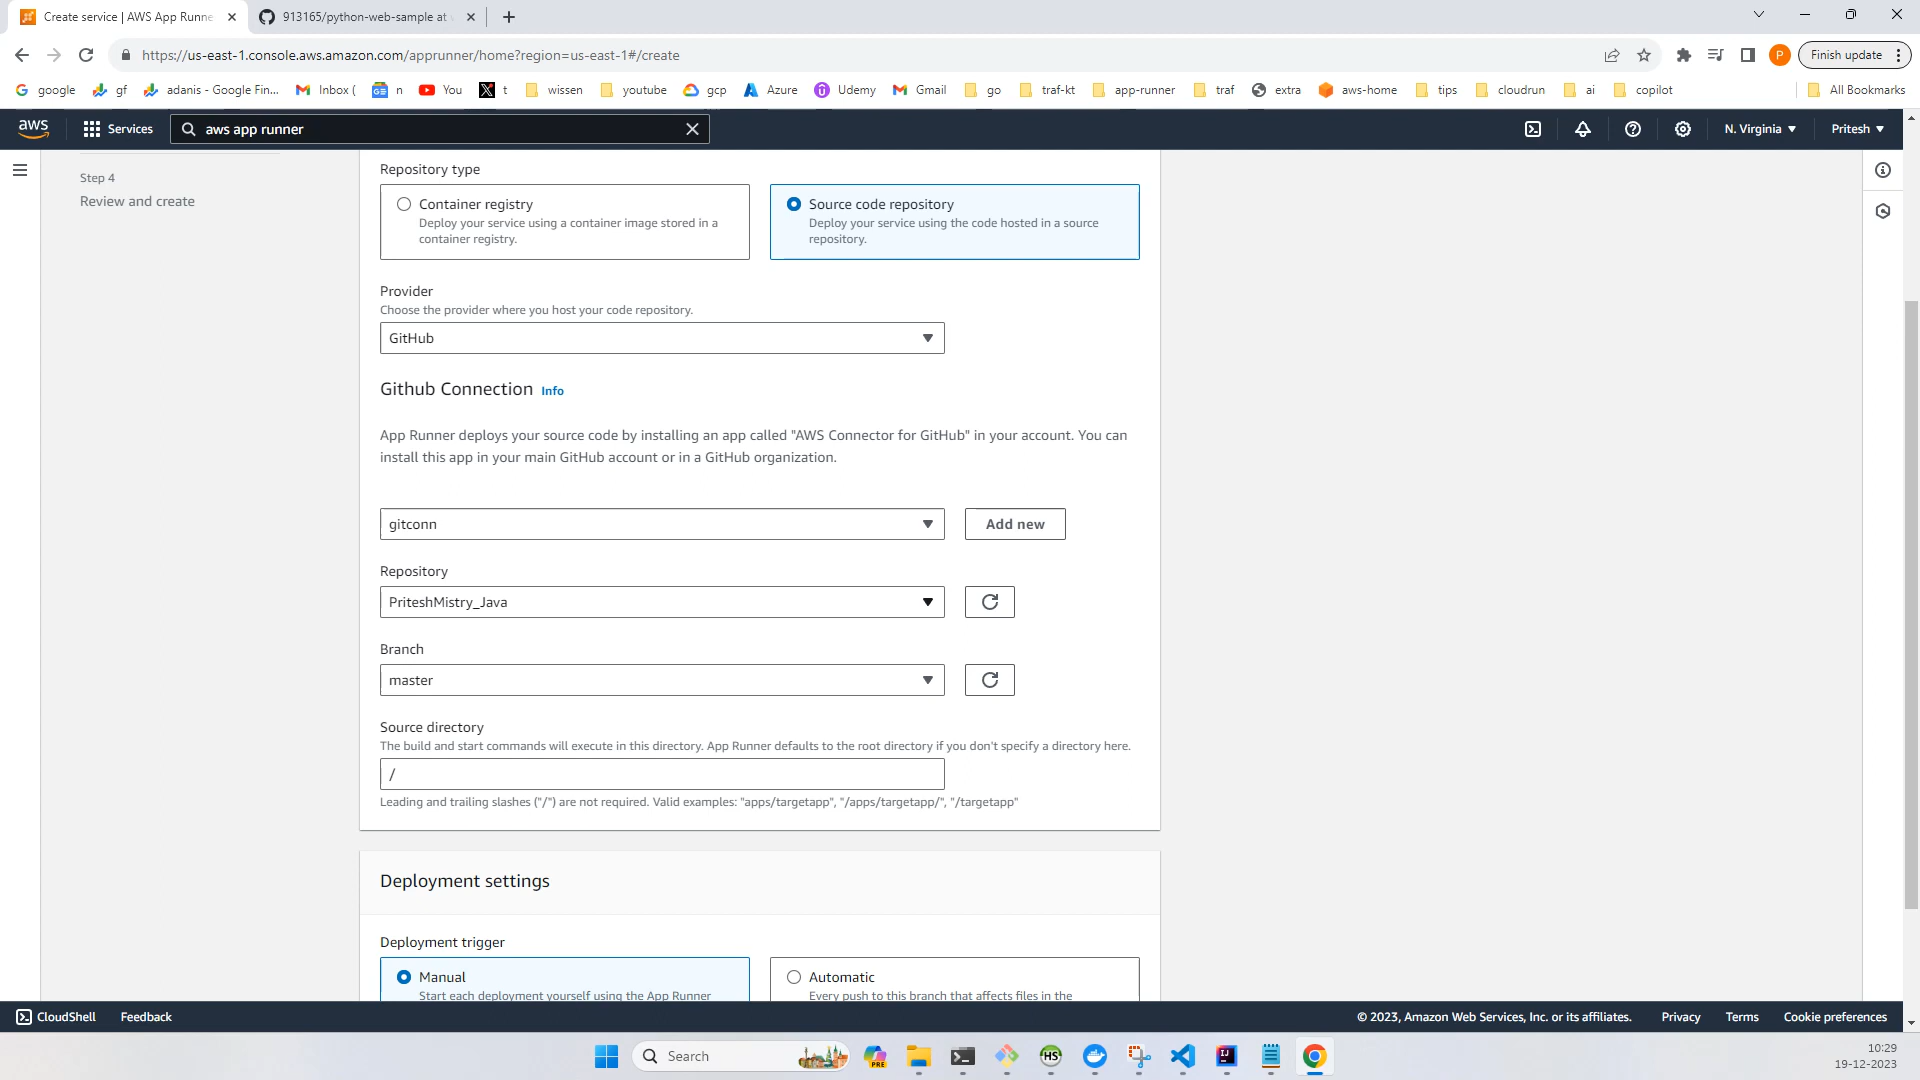 Create service | AWS App Runne
913165/python-web-sample at
https://us-east-1.console.aws.amazon.com/apprunner/home?region=us-east-1#/create
P
Finish update
google
gf
adanis - Google Fin...
Inbox (
n
You
t
wissen
youtube
gcp
Azure
Udemy
Gmail
go
traf-kt
app-runner
traf
extra
aws-home
tips
cloudrun
ai
copilot
All Bookmarks
aws
Services
aws app runner
N. Virginia
Pritesh
Step 4
Review and create
Repository type
Container registry
Deploy your service using a container image stored in a
container registry.
Source code repository
Deploy your service using the code hosted in a source
repository.
Provider
Choose the provider where you host your code repository.
GitHub
Github Connection Info
App Runner deploys your source code by installing an app called "AWS Connector for GitHub" in your account. You can
install this app in your main GitHub account or in a GitHub organization.
gitconn
Add new
Repository
PriteshMistry_Java
Branch
master
Source directory
The build and start commands will execute in this directory. App Runner defaults to the root directory if you don't specify a directory here.
/
Leading and trailing slashes ("/") are not required. Valid examples: "apps/targetapp", "/apps/targetapp/", "/targetapp"
Deployment settings
Deployment trigger
Manual
Start each deployment yourself using the App Runner
Automatic
Every push to this branch that affects files in the
CloudShell
Feedback
© 2023, Amazon Web Services, Inc. or its affiliates.
Privacy
Terms
Cookie preferences
Search
PRE
HS
IJ
10:29
19-12-2023